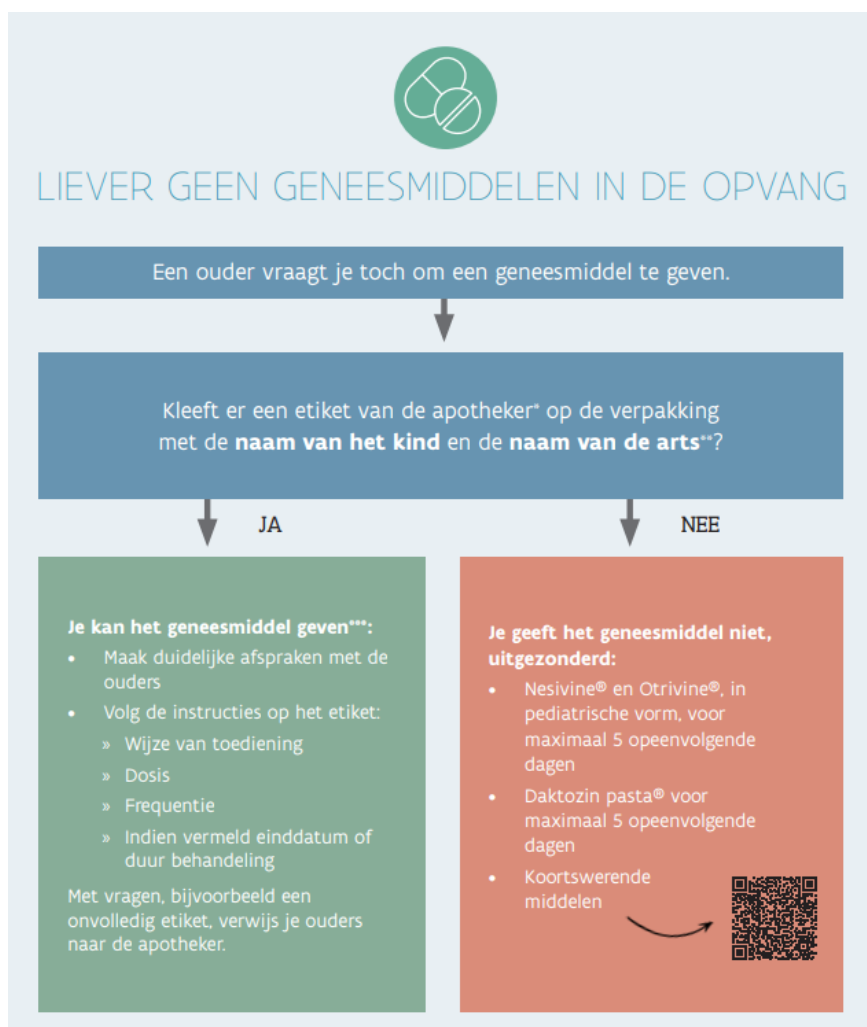 LIEVER GEEN GENEESMIDDELEN IN DE OPVANG
Een ouder vraagt je toch om een geneesmiddel te geven.
Kleeft er een etiket van de apotheker* op de verpakking
met de naam van het kind en de naam van de arts**?
JA
NEE
Je kan het geneesmiddel geven***:
• Maak duidelijke afspraken met de
ouders
• Volg de instructies op het etiket:
» Wijze van toediening
» Dosis
» Frequentie
» Indien vermeld einddatum of
duur behandeling
Met vragen, bijvoorbeeld een
onvolledig etiket, verwijs je ouders
naar de apotheker.
Je geeft het geneesmiddel niet,
uitgezonderd:
• Nesivine® en Otrivine®, in
pediatrische vorm, voor
maximaal 5 opeenvolgende
dagen
• Daktozin pasta® voor
maximaal 5 opeenvolgende
dagen
• Koortswerende
middelen